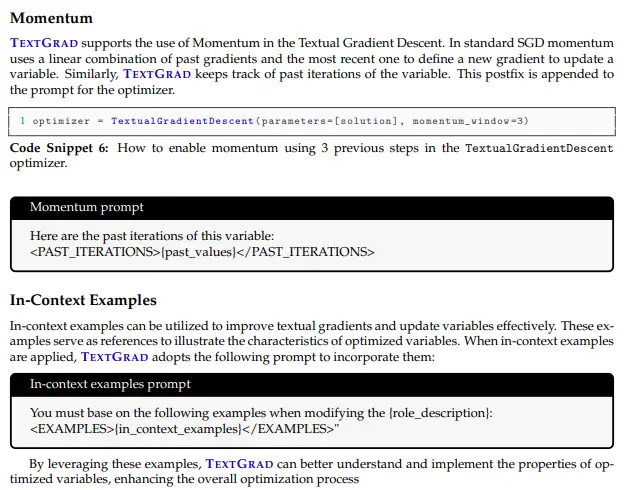 Momentum
TEXTGRAD supports the use of Momentum in the Textual Gradient Descent. In standard SGD momentum
uses a linear combination of past gradients and the most recent one to define a new gradient to update a
variable. Similarly, TEXTGRAD keeps track of past iterations of the variable. This postfix is appended to
the prompt for the optimizer.
1 optimizer = TextualGradientDescent(parameters=[solution], momentum_window=3)
Code Snippet 6: How to enable momentum using 3 previous steps in the TextualGradientDescent
optimizer.
Momentum prompt
Here are the past iterations of this variable:
<PAST_ITERATIONS>{past_values}</PAST_ITERATIONS>
In-Context Examples
In-context examples can be utilized to improve textual gradients and update variables effectively. These ex-
amples serve as references to illustrate the characteristics of optimized variables. When in-context examples
are applied, TEXTGRAD adopts the following prompt to incorporate them:
In-context examples prompt
You must base on the following examples when modifying the {role_description}:
<EXAMPLES>{in_context_examples}</EXAMPLES>"
By leveraging these examples, TEXTGRAD can better understand and implement the properties of op-
timized variables, enhancing the overall optimization process